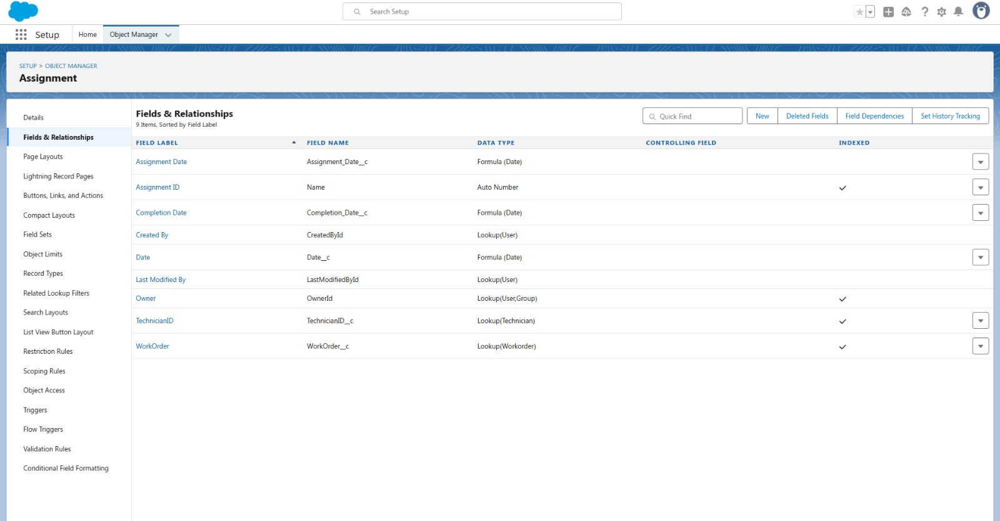 Search Setup
Setup
Home
Object Manager
SETUP > OBJECT MANAGER
Assignment
Details
Fields & Relationships
Page Layouts
Lightning Record Pages
Buttons, Links, and Actions
Compact Layouts
Field Sets
Object Limits
Record Types
Related Lookup Filters
Search Layouts
List View Button Layout
Restriction Rules
Scoping Rules
Object Access
Triggers
Flow Triggers
Validation Rules
Conditional Field Formatting
Fields & Relationships
9 Items, Sorted by Field Label
Quick Find
New
Deleted Fields
Field Dependencies
Set History Tracking
FIELD LABEL FIELD NAME DATA TYPE CONTROLLING FIELD INDEXED
Assignment Date Assignment_Date__c Formula (Date)
Assignment ID Name Auto Number
Completion Date Completion_Date__c Formula (Date)
Created By CreatedById Lookup(User)
Date Date__c Formula (Date)
Last Modified By LastModifiedById Lookup(User)
Owner OwnerId Lookup(User,Group)
TechnicianID TechnicianID__c Lookup(Technician)
WorkOrder WorkOrder__c Lookup(Workorder)